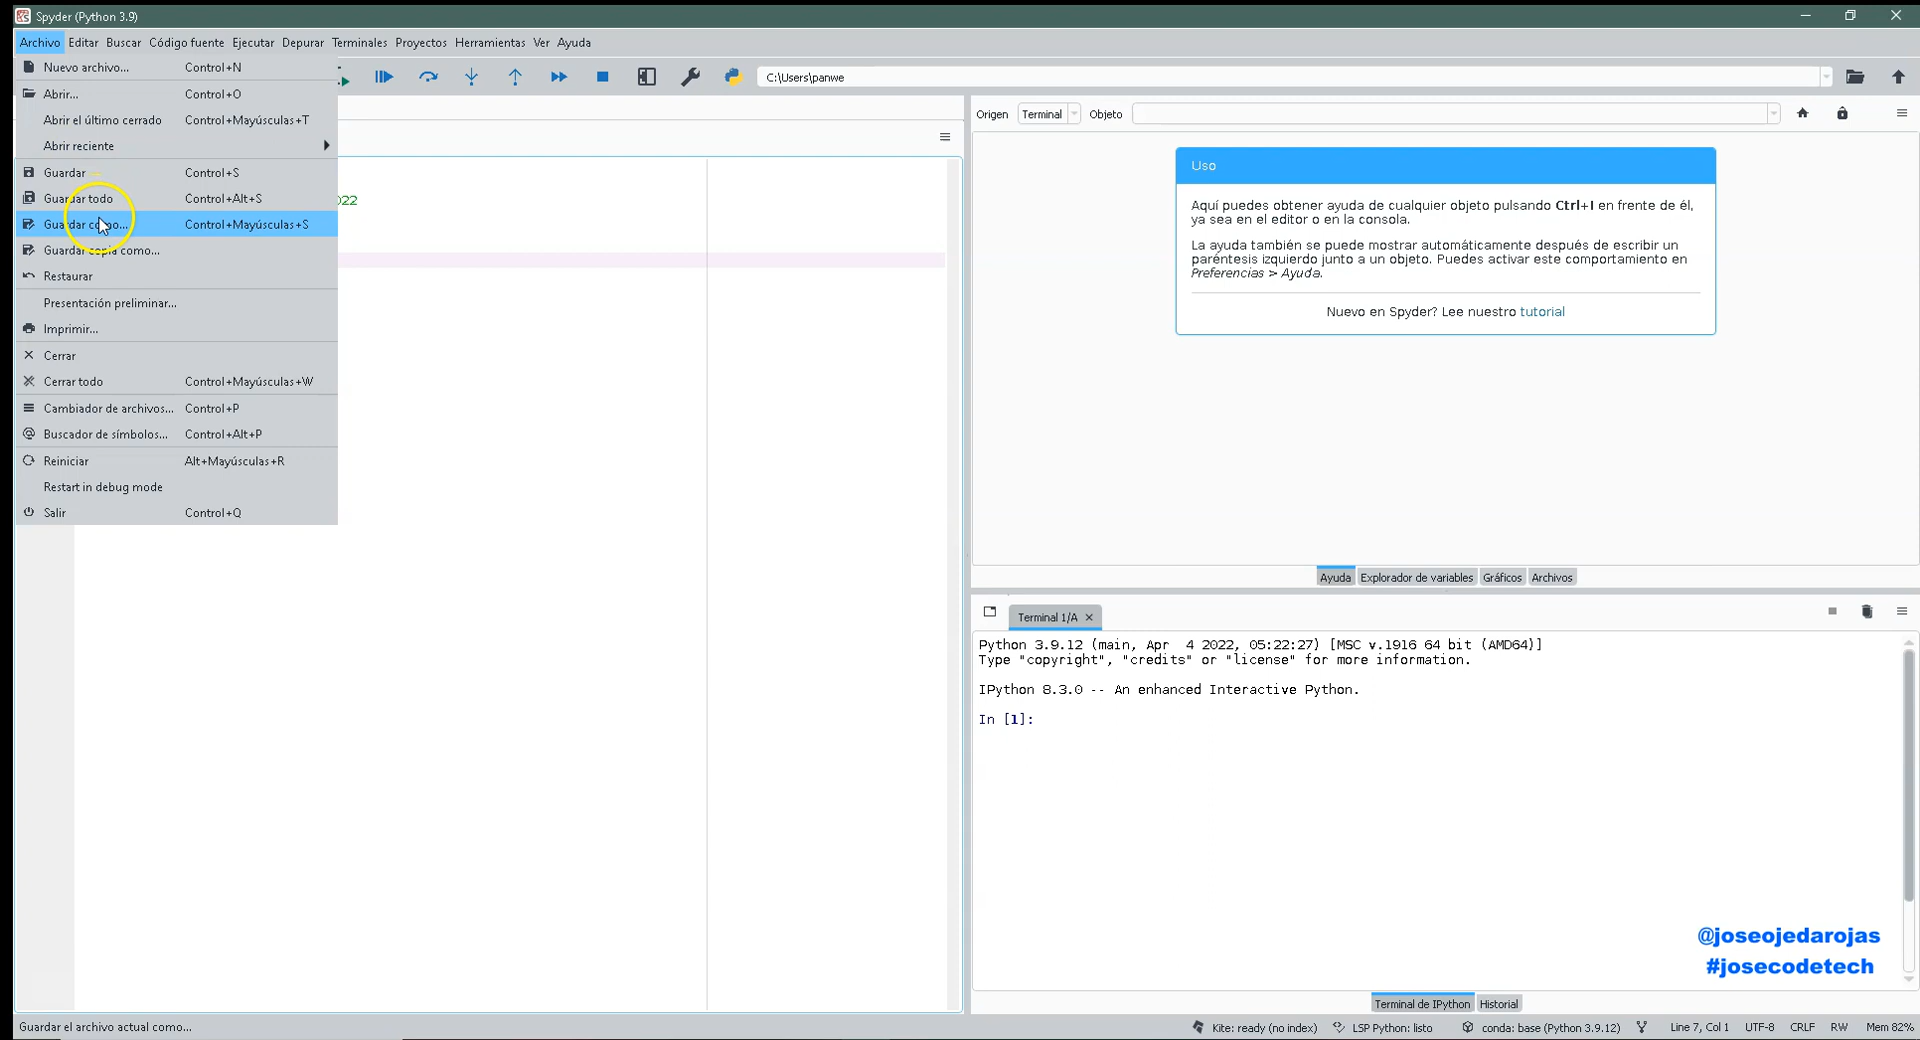 Spyder (Python 3.9)
Archivo Editar Buscar Código fuente Ejecutar Depurar Terminales Proyectos Herramientas Ver Ayuda
Nuevo archivo... Control+N
Abrir... Control+O
Abrir el último cerrado Control+Mayúsculas+T
Abrir reciente
Guardar Control+S
Guardar todo Control+Alt+S
Guardar como... Control+Mayúsculas+S
Guardar copia como...
Restaurar
Presentación preliminar...
Imprimir...
Cerrar
Cerrar todo Control+Mayúsculas+W
Cambiador de archivos... Control+P
Buscador de símbolos... Control+Alt+P
Reiniciar Alt+Mayúsculas+R
Restart in debug mode
Salir Control+Q
022
C:\Users\panwe
Origen Terminal Objeto
Uso
Aquí puedes obtener ayuda de cualquier objeto pulsando Ctrl+I en frente de él,
ya sea en el editor o en la consola.
La ayuda también se puede mostrar automáticamente después de escribir un
paréntesis izquierdo junto a un objeto. Puedes activar este comportamiento en
Preferencias > Ayuda.
Nuevo en Spyder? Lee nuestro tutorial
Ayuda Explorador de variables Gráficos Archivos
Terminal 1/A
Python 3.9.12 (main, Apr 4 2022, 05:22:27) [MSC v.1916 64 bit (AMD64)]
Type "copyright", "credits" or "license" for more information.
IPython 8.3.0 -- An enhanced Interactive Python.
In [1]:
@joseojedarojas
#josecodetech
Terminal de IPython Historial
Guardar el archivo actual como...
Kite: ready (no index) LSP Python: listo conda: base (Python 3.9.12) Line 7, Col 1 UTF-8 CRLF RW Mem 82%